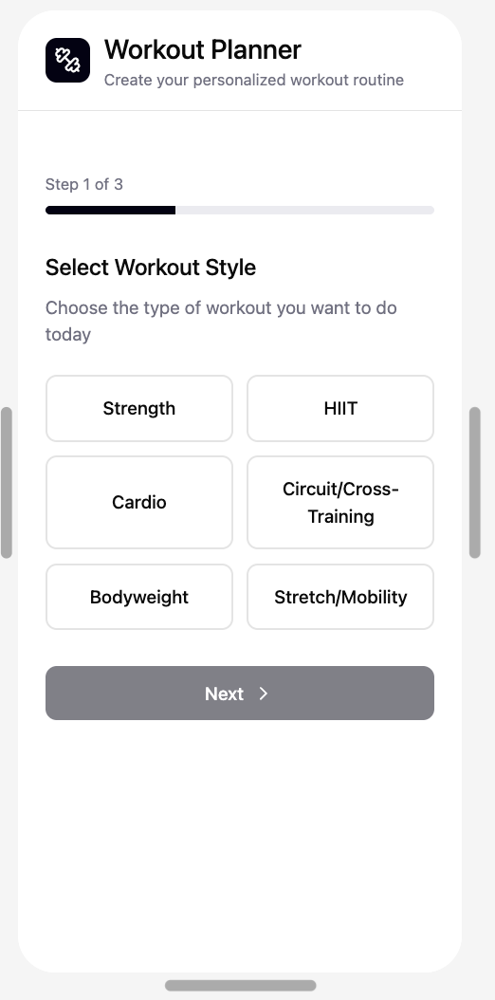 Workout Planner
Create your personalized workout routine
Step 1 of 3
Select Workout Style
Choose the type of workout you want to do
today
Strength
HIIT
Cardio
Circuit/Cross-
Training
Bodyweight
Stretch/Mobility
Next